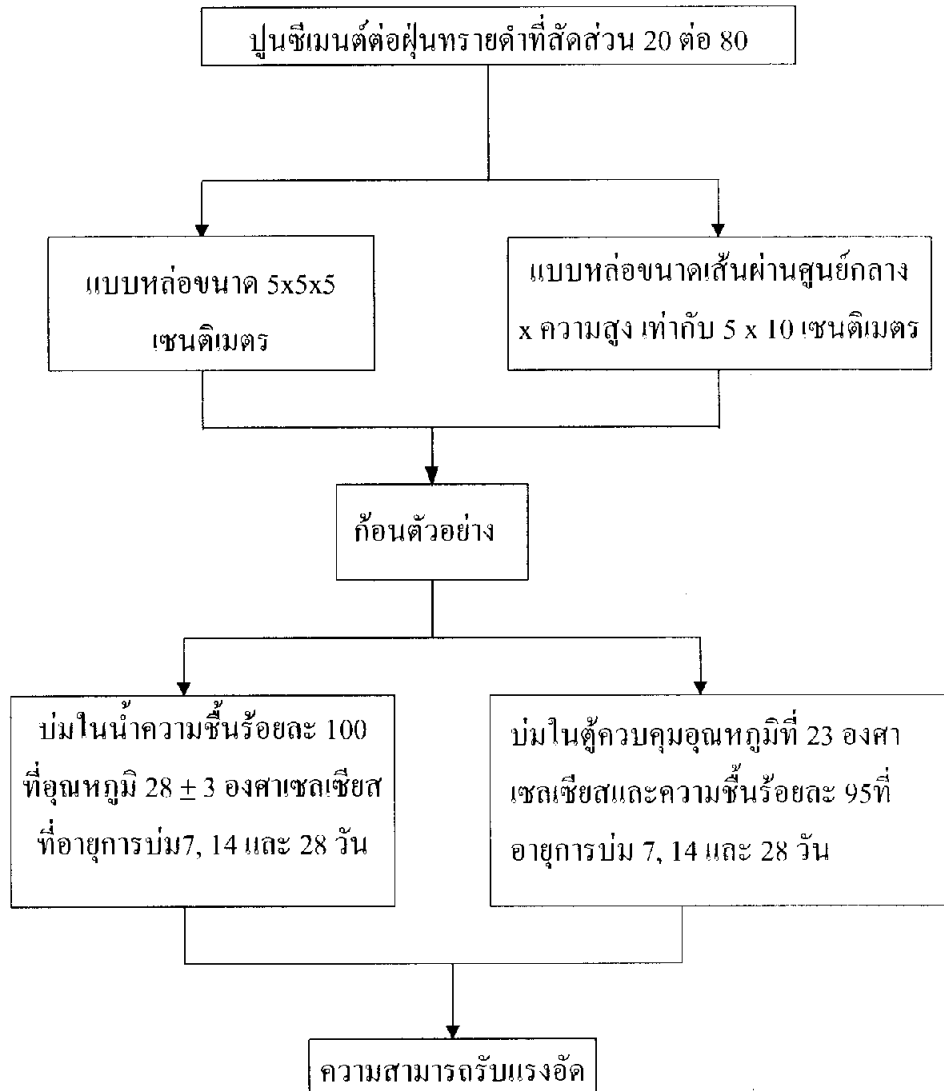 ปูนซีเมนต์ต่อฝุ่นทรายดำที่สัดส่วน 20 ต่อ 80
แบบหล่อขนาด 5x5x5
เซนติเมตร
แบบหล่อขนาดเส้นผ่านศูนย์กลาง
x ความสูง เท่ากับ 5 x 10 เซนติเมตร
ก้อนตัวอย่าง
บ่มในน้ำความชื้นร้อยละ 100
ที่อุณหภูมิ 28 ± 3 องศาเซลเซียส
ที่อายุการบ่ม7, 14 และ 28 วัน
บ่มในตู้ควบคุมอุณหภูมิที่ 23 องศา
เซลเซียสและความชื้นร้อยละ 95ที่
อายุการบ่ม 7, 14 และ 28 วัน
ความสามารถรับแรงอัด